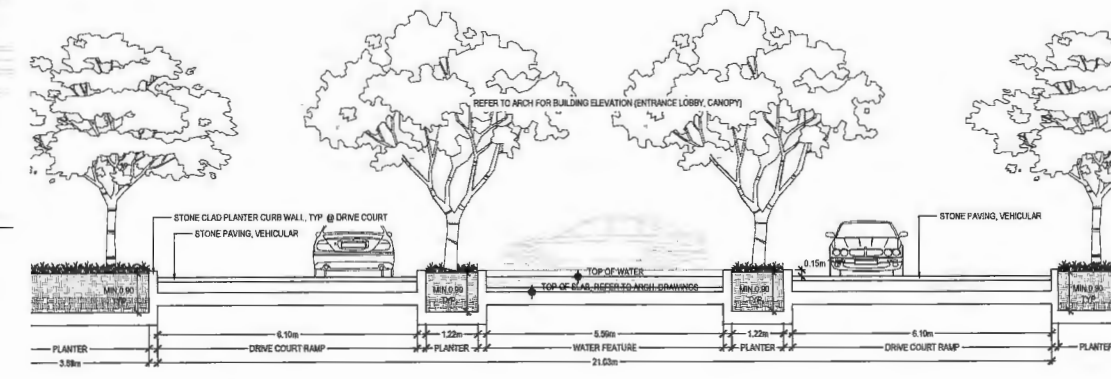 REFER TO ARCH FOR BUILDING ELEVATION (ENTRANCE LOBBY, CANOPY)
STONE CLAD PLANTER CURB WALL, TYP @ DRIVE COURT
STONE PAVING, VEHICULAR
STONE PAVING, VEHICULAR
0.15m
TOP OF WATER
TOP OF SLAB, REFER TO ARCH. DRAWINGS
MIN 0.90
TYP.
MIN 0.90
TYP.
MIN 0.90
TYP.
MIN 0.90
TYP.
6.10m
1.22m
5.59m
1.22m
6.10m
PLANTER
DRIVE COURT RAMP
PLANTER
WATER FEATURE
PLANTER
DRIVE COURT RAMP
PLANTER
21.03m